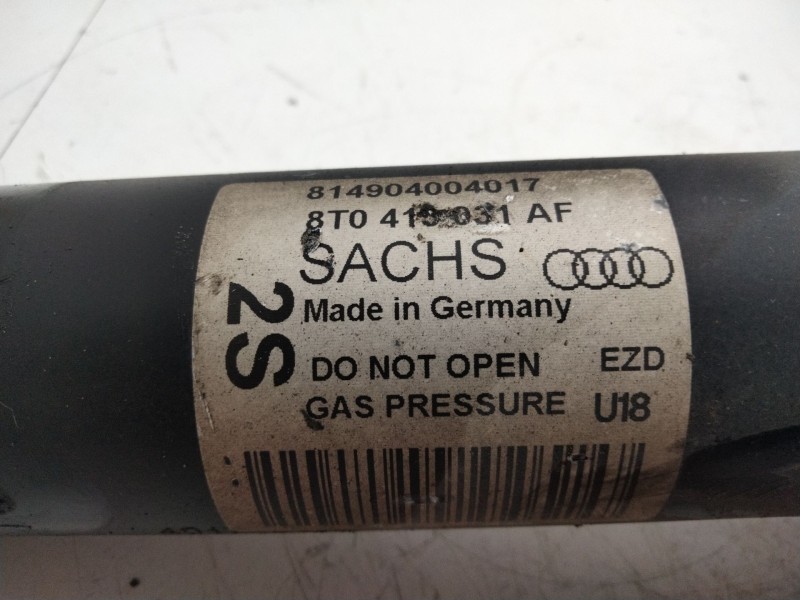 814904004017
8T0 413 031 AF
SACHS
2S
Made in Germany
DO NOT OPEN EZD
GAS PRESSURE U18